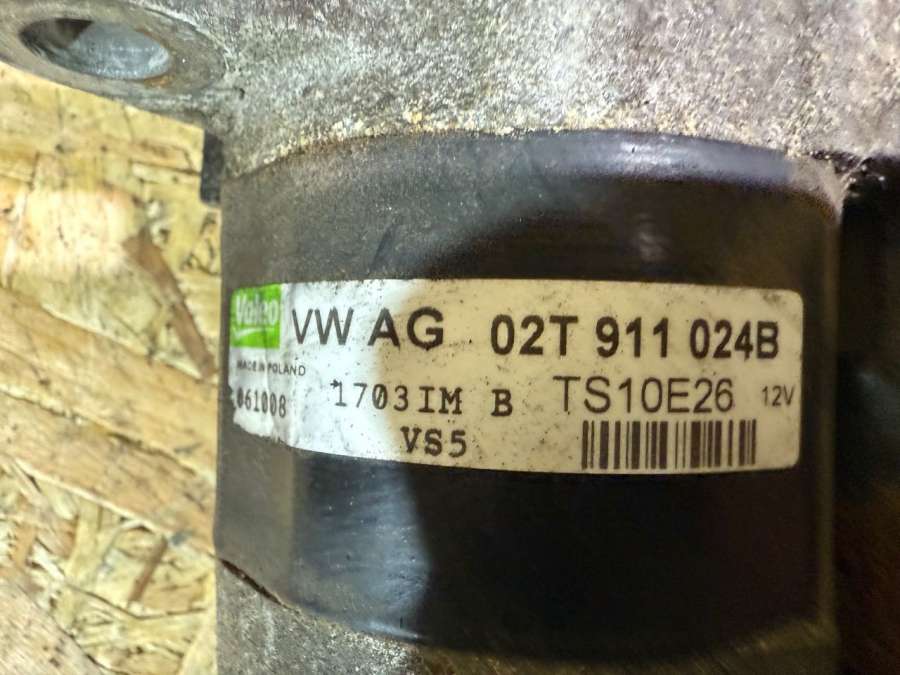 Valeo VW AG 02T 911 024B
MADE IN POLAND
061008 1703IM B TS10E26 12V
VS5